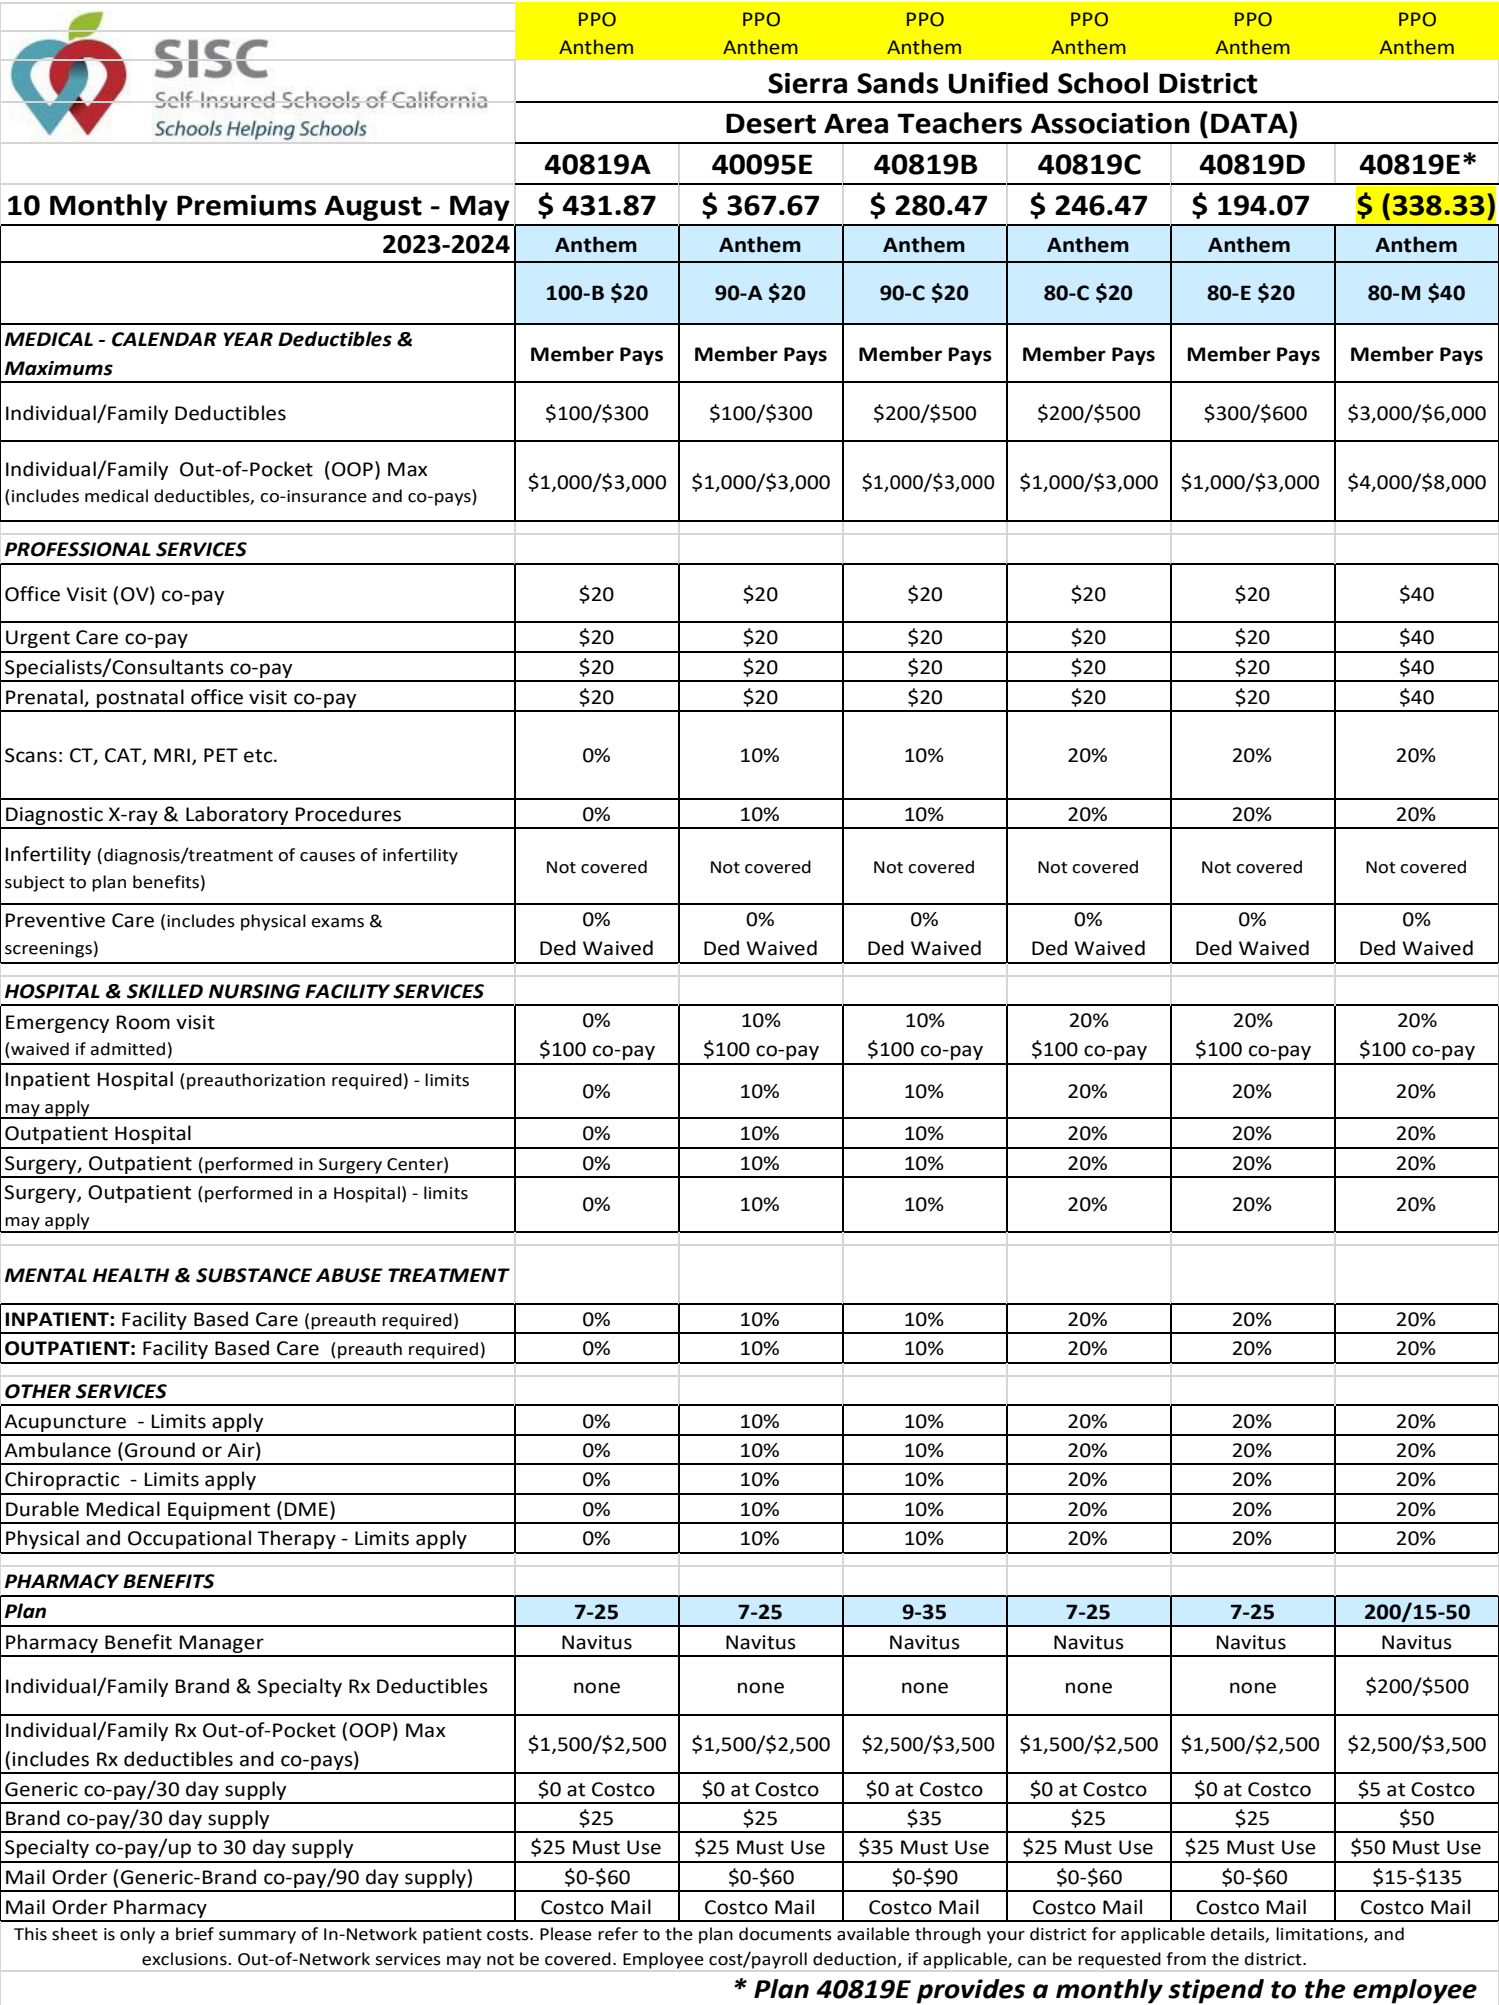 PPO PPO PPO PPO PPO PPO
Anthem Anthem Anthem Anthem Anthem Anthem
SISC
Self-Insured Schools of California
Schools Helping Schools
Sierra Sands Unified School District
Desert Area Teachers Association (DATA)
40819A 40095E 40819B 40819C 40819D 40819E*
10 Monthly Premiums August - May $ 431.87 $ 367.67 $ 280.47 $ 246.47 $ 194.07 $ (338.33)
2023-2024 Anthem Anthem Anthem Anthem Anthem Anthem
100-B $20 90-A $20 90-C $20 80-C $20 80-E $20 80-M $40
MEDICAL - CALENDAR YEAR Deductibles &
Maximums
Member Pays Member Pays Member Pays Member Pays Member Pays Member Pays
Individual/Family Deductibles $100/$300 $100/$300 $200/$500 $200/$500 $300/$600 $3,000/$6,000
Individual/Family Out-of-Pocket (OOP) Max
(includes medical deductibles, co-insurance and co-pays)
$1,000/$3,000 $1,000/$3,000 $1,000/$3,000 $1,000/$3,000 $1,000/$3,000 $4,000/$8,000
PROFESSIONAL SERVICES
Office Visit (OV) co-pay $20 $20 $20 $20 $20 $40
Urgent Care co-pay $20 $20 $20 $20 $20 $40
Specialists/Consultants co-pay $20 $20 $20 $20 $20 $40
Prenatal, postnatal office visit co-pay $20 $20 $20 $20 $20 $40
Scans: CT, CAT, MRI, PET etc. 0% 10% 10% 20% 20% 20%
Diagnostic X-ray & Laboratory Procedures 0% 10% 10% 20% 20% 20%
Infertility (diagnosis/treatment of causes of infertility
subject to plan benefits)
Not covered Not covered Not covered Not covered Not covered Not covered
Preventive Care (includes physical exams & 0% 0% 0% 0% 0% 0%
screenings) Ded Waived Ded Waived Ded Waived Ded Waived Ded Waived Ded Waived
HOSPITAL & SKILLED NURSING FACILITY SERVICES
Emergency Room visit 0% 10% 10% 20% 20% 20%
(waived if admitted) $100 co-pay $100 co-pay $100 co-pay $100 co-pay $100 co-pay $100 co-pay
Inpatient Hospital (preauthorization required) - limits
may apply
0% 10% 10% 20% 20% 20%
Outpatient Hospital 0% 10% 10% 20% 20% 20%
Surgery, Outpatient (performed in Surgery Center) 0% 10% 10% 20% 20% 20%
Surgery, Outpatient (performed in a Hospital) - limits
may apply
0% 10% 10% 20% 20% 20%
MENTAL HEALTH & SUBSTANCE ABUSE TREATMENT
INPATIENT: Facility Based Care (preauth required) 0% 10% 10% 20% 20% 20%
OUTPATIENT: Facility Based Care (preauth required) 0% 10% 10% 20% 20% 20%
OTHER SERVICES
Acupuncture - Limits apply 0% 10% 10% 20% 20% 20%
Ambulance (Ground or Air) 0% 10% 10% 20% 20% 20%
Chiropractic - Limits apply 0% 10% 10% 20% 20% 20%
Durable Medical Equipment (DME) 0% 10% 10% 20% 20% 20%
Physical and Occupational Therapy - Limits apply 0% 10% 10% 20% 20% 20%
PHARMACY BENEFITS
Plan 7-25 7-25 9-35 7-25 7-25 200/15-50
Pharmacy Benefit Manager Navitus Navitus Navitus Navitus Navitus Navitus
Individual/Family Brand & Specialty Rx Deductibles none none none none none $200/$500
Individual/Family Rx Out-of-Pocket (OOP) Max
(includes Rx deductibles and co-pays)
$1,500/$2,500 $1,500/$2,500 $2,500/$3,500 $1,500/$2,500 $1,500/$2,500 $2,500/$3,500
Generic co-pay/30 day supply $0 at Costco $0 at Costco $0 at Costco $0 at Costco $0 at Costco $5 at Costco
Brand co-pay/30 day supply $25 $25 $35 $25 $25 $50
Specialty co-pay/up to 30 day supply $25 Must Use $25 Must Use $35 Must Use $25 Must Use $25 Must Use $50 Must Use
Mail Order (Generic-Brand co-pay/90 day supply) $0-$60 $0-$60 $0-$90 $0-$60 $0-$60 $15-$135
Mail Order Pharmacy Costco Mail Costco Mail Costco Mail Costco Mail Costco Mail Costco Mail
This sheet is only a brief summary of In-Network patient costs. Please refer to the plan documents available through your district for applicable details, limitations, and
exclusions. Out-of-Network services may not be covered. Employee cost/payroll deduction, if applicable, can be requested from the district.
* Plan 40819E provides a monthly stipend to the employee